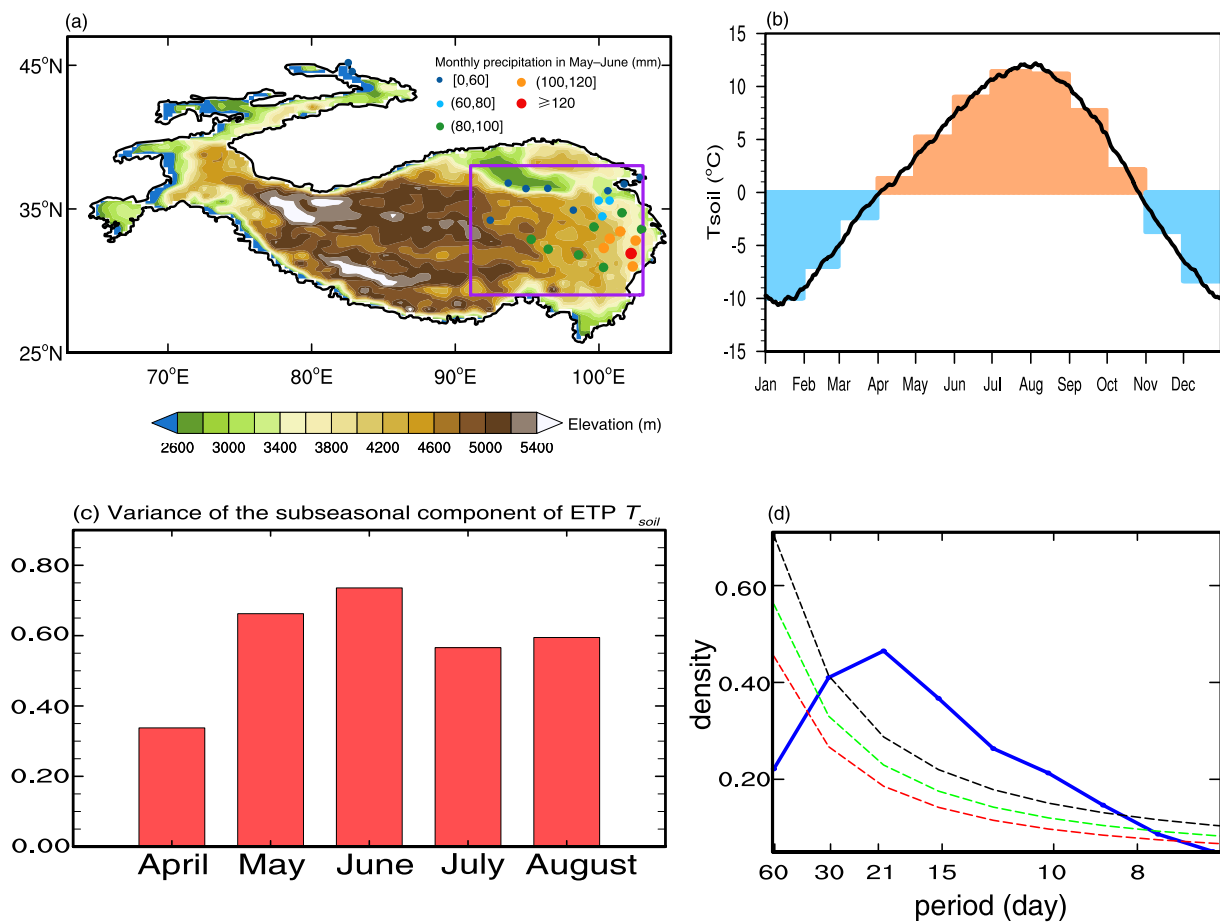 (a)
45°N
35°N
25°N
70°E 80°E 90°E 100°E
Monthly precipitation in May–June (mm)
[0,60] (100,120]
(60,80] ≥120
(80,100]
2600 3000 3400 3800 4200 4600 5000 5400
Elevation (m)
(b)
15
10
5
0
-5
-10
-15
Tsoil (°C)
Jan Feb Mar Apr May Jun Jul Aug Sep Oct Nov Dec
(c) Variance of the subseasonal component of ETP Tsoil
0.80
0.60
0.40
0.20
0.00
April May June July August
(d)
0.60
0.40
0.20
density
60 30 21 15 10 8
period (day)